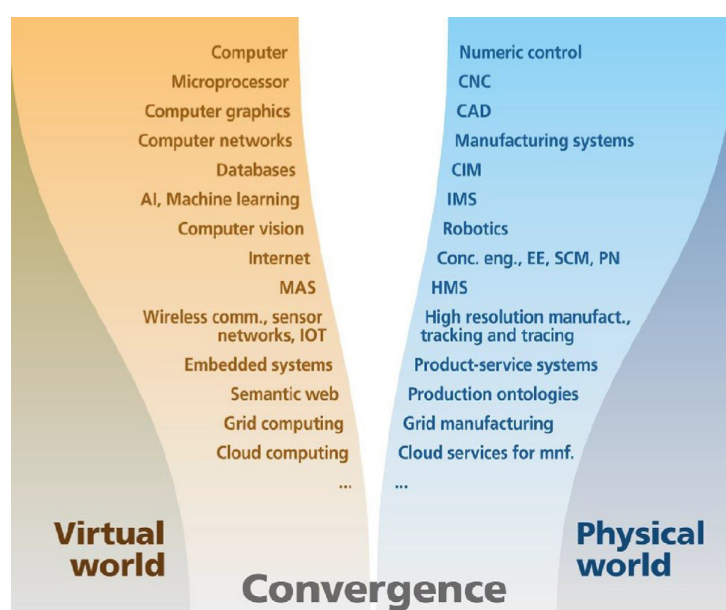 Computer
Numeric control
Microprocessor
CNC
Computer graphics
CAD
Computer networks
Manufacturing systems
Databases
CIM
AI, Machine learning
IMS
Computer vision
Robotics
Internet
Conc. eng., EE, SCM, PN
MAS
HMS
Wireless comm., sensor
networks, IOT
High resolution manufact.,
tracking and tracing
Embedded systems
Product-service systems
Semantic web
Production ontologies
Grid computing
Grid manufacturing
Cloud computing
Cloud services for mnf.
...
...
Virtual
world
Physical
world
Convergence